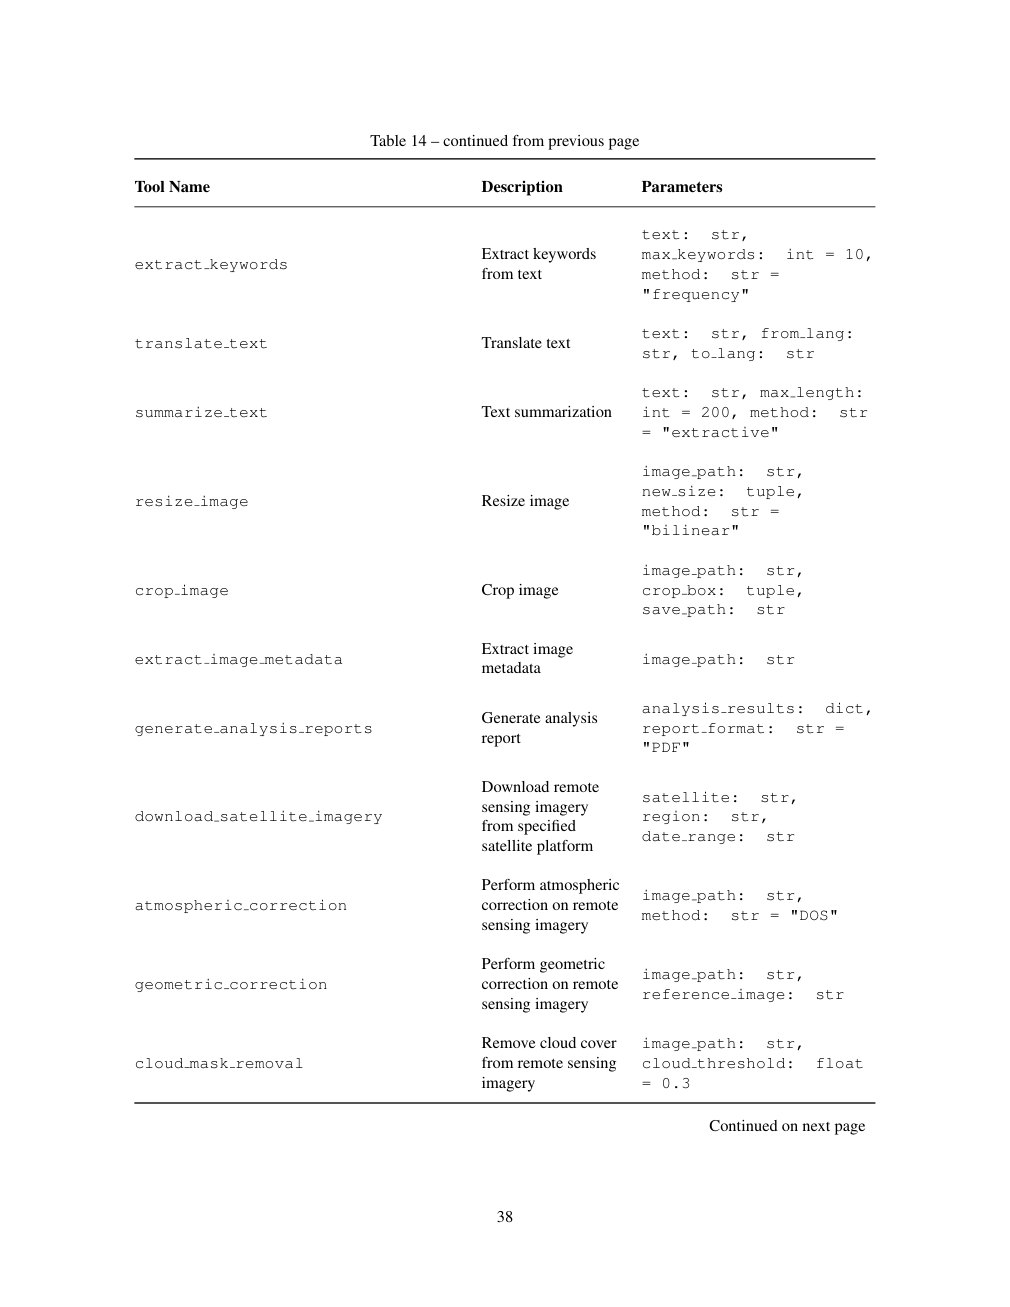 Table 14 – continued from previous page
Tool Name Description Parameters
extract_keywords Extract keywords from text text: str, max_keywords: int = 10, method: str = "frequency"
translate_text Translate text text: str, from_lang: str, to_lang: str
summarize_text Text summarization text: str, max_length: int = 200, method: str = "extractive"
resize_image Resize image image_path: str, new_size: tuple, method: str = "bilinear"
crop_image Crop image image_path: str, crop_box: tuple, save_path: str
extract_image_metadata Extract image metadata image_path: str
generate_analysis_reports Generate analysis report analysis_results: dict, report_format: str = "PDF"
download_satellite_imagery Download remote sensing imagery from specified satellite platform satellite: str, region: str, date_range: str
atmospheric_correction Perform atmospheric correction on remote sensing imagery image_path: str, method: str = "DOS"
geometric_correction Perform geometric correction on remote sensing imagery image_path: str, reference_image: str
cloud_mask_removal Remove cloud cover from remote sensing imagery image_path: str, cloud_threshold: float = 0.3
Continued on next page
38